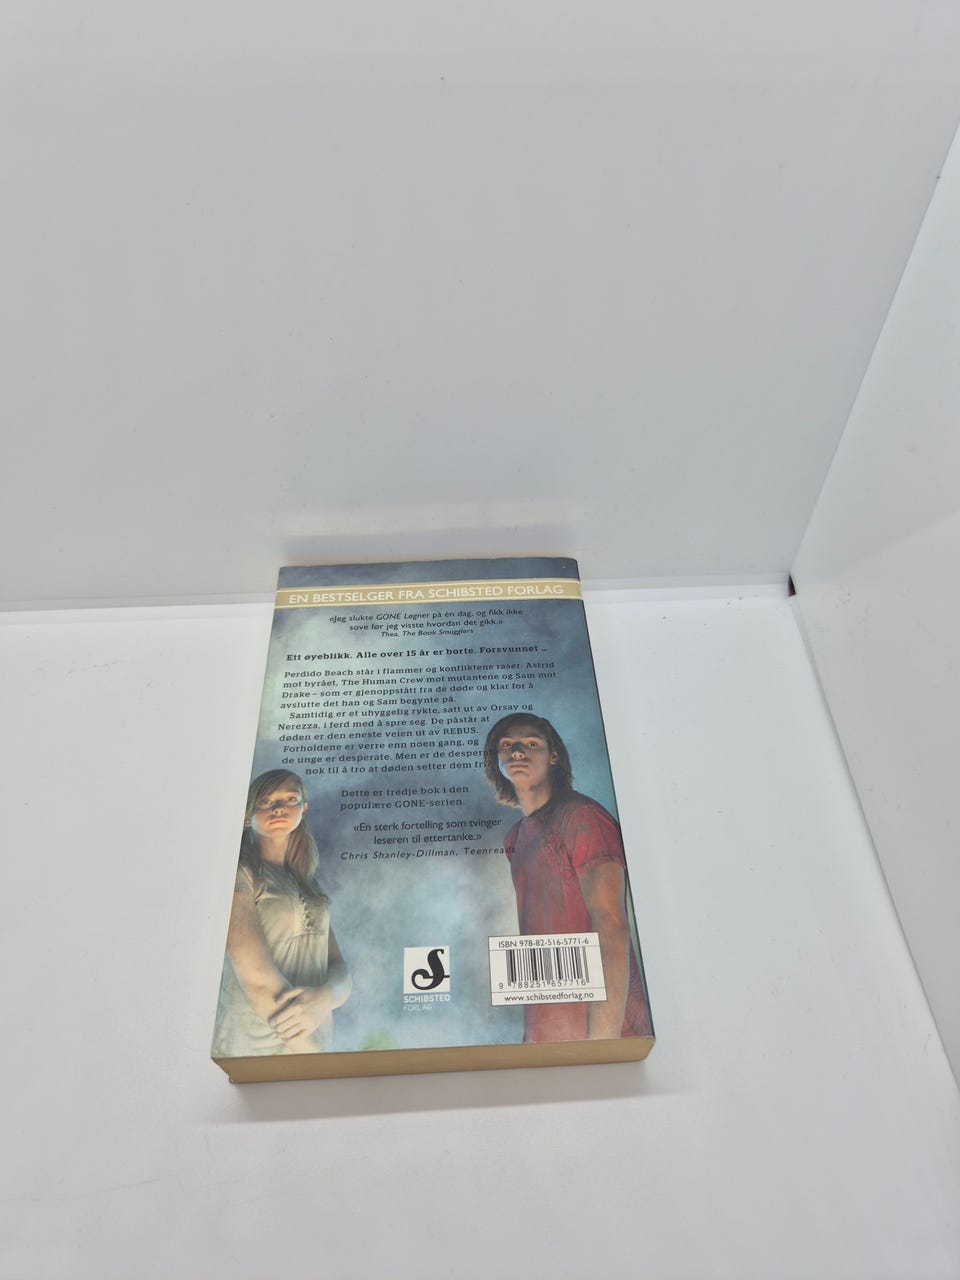 EN BESTSELGER FRA SCHIBSTED FORLAG
«Jeg slukte GONE Løgner på én dag, og fikk ikke
sove før jeg visste hvordan det gikk.»
Thea, The Book Smugglers
Ett øyeblikk. Alle over 15 år er borte. Forsvunnet ...
Perdido Beach står i flammer og konfliktene raser: Astrid
mot byrået, The Human Crew mot mutantene og Sam mot
Drake – som er gjenoppstått fra de døde og klar for å
avslutte det han og Sam begynte på.
Samtidig er et uhyggelig rykte, satt ut av Orsay og
Nerezza, i ferd med å spre seg. De påstår at
døden er den eneste veien ut av REBUS.
Forholdene er verre enn noen gang, og
de unge er desperate. Men er de desperate
nok til å tro at døden setter dem fri?
Dette er tredje bok i den
populære GONE-serien.
«En sterk fortelling som tvinger
leseren til ettertanke.»
Chris Shanley-Dillman, Teenreads
ISBN 978-82-516-5771-6
9 788251 657716
www.schibstedforlag.no
S
SCHIBSTED
FORLAG